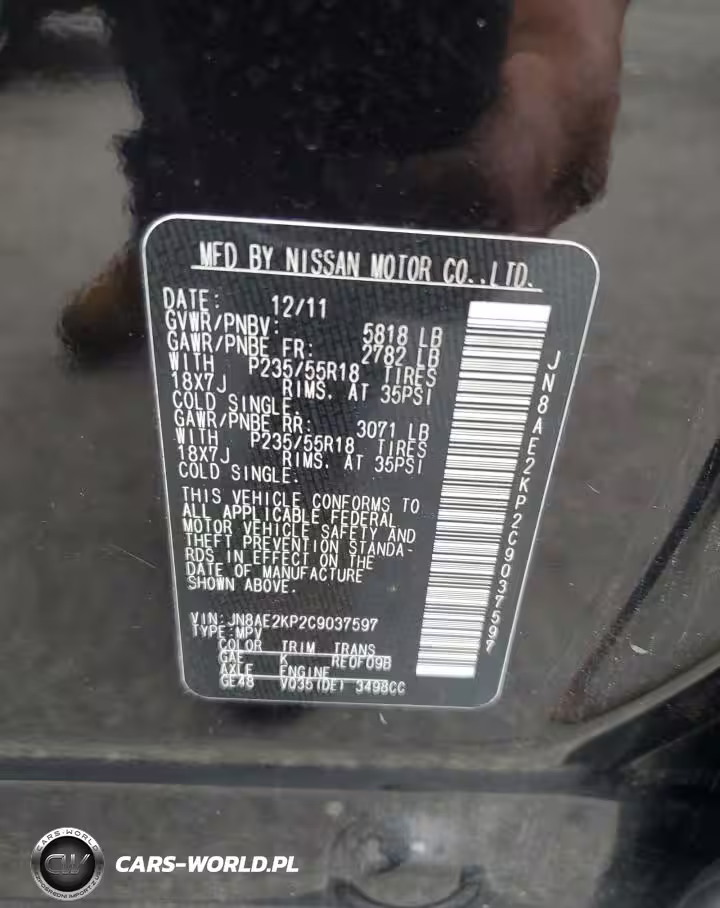 MFD BY NISSAN MOTOR CO.,LTD.
DATE: 12/11
GVWR/PNBV: 5818 LB
GAWR/PNBE FR: 2782 LB
WITH P235/55R18 TIRES
18X7J RIMS. AT 35PSI
COLD SINGLE.
GAWR/PNBE RR: 3071 LB
WITH P235/55R18 TIRES
18X7J RIMS. AT 35PSI
COLD SINGLE.
THIS VEHICLE CONFORMS TO
ALL APPLICABLE FEDERAL
MOTOR VEHICLE SAFETY AND
THEFT PREVENTION STANDA-
RDS IN EFFECT ON THE
DATE OF MANUFACTURE
SHOWN ABOVE.
VIN: JN8AE2KP2C9037597
TYPE: MPV
COLOR TRIM TRANS
GAE K RE0F09B
AXLE ENGINE
GE48 VQ35(DE) 3498CC
JN8AE2KP2C9037597
CARS-WORLD
CW
CARS-WORLD.PL